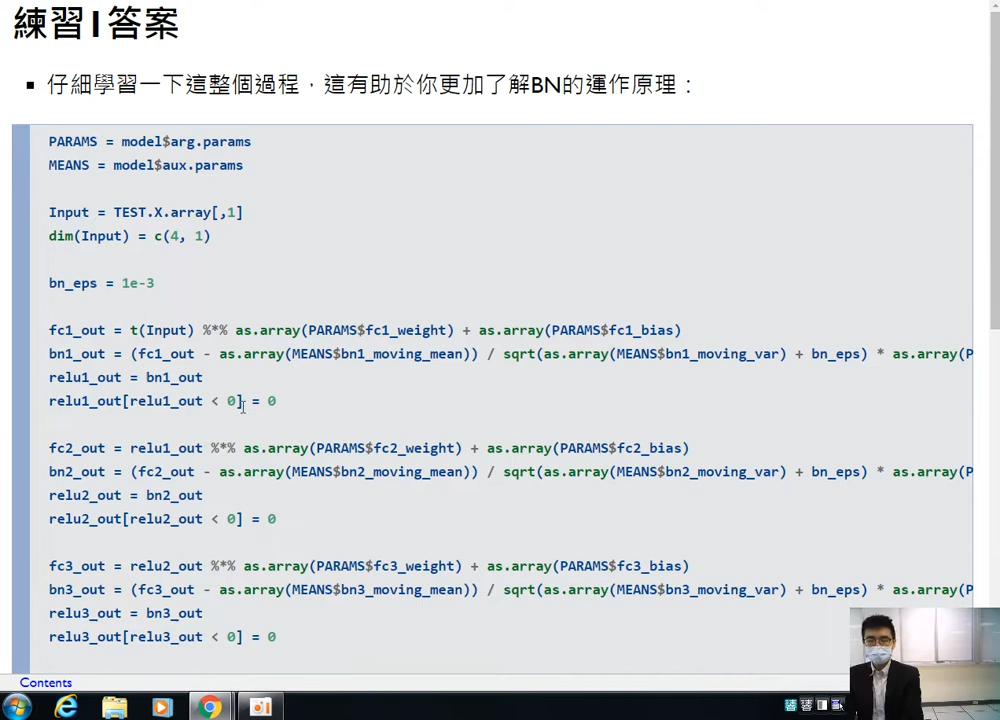 練習1答案
▪ 仔細學習一下這整個過程，這有助於你更加了解BN的運作原理：
PARAMS = model$arg.params
MEANS = model$aux.params
Input = TEST.X.array[,1]
dim(Input) = c(4, 1)
bn_eps = 1e-3
fc1_out = t(Input) %*% as.array(PARAMS$fc1_weight) + as.array(PARAMS$fc1_bias)
bn1_out = (fc1_out - as.array(MEANS$bn1_moving_mean)) / sqrt(as.array(MEANS$bn1_moving_var) + bn_eps) * as.array(P
relu1_out = bn1_out
relu1_out[relu1_out < 0] = 0
fc2_out = relu1_out %*% as.array(PARAMS$fc2_weight) + as.array(PARAMS$fc2_bias)
bn2_out = (fc2_out - as.array(MEANS$bn2_moving_mean)) / sqrt(as.array(MEANS$bn2_moving_var) + bn_eps) * as.array(P
relu2_out = bn2_out
relu2_out[relu2_out < 0] = 0
fc3_out = relu2_out %*% as.array(PARAMS$fc3_weight) + as.array(PARAMS$fc3_bias)
bn3_out = (fc3_out - as.array(MEANS$bn3_moving_mean)) / sqrt(as.array(MEANS$bn3_moving_var) + bn_eps) * as.array(P
relu3_out = bn3_out
relu3_out[relu3_out < 0] = 0
Contents